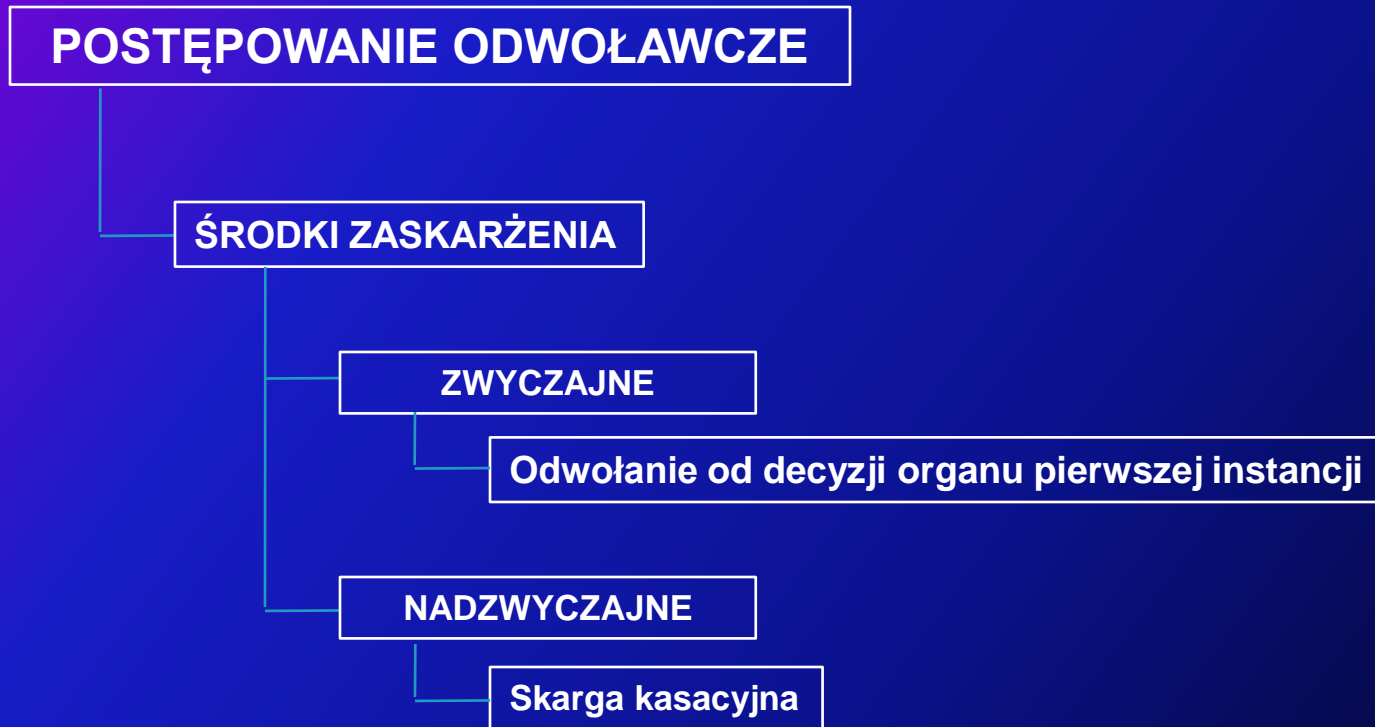 POSTĘPOWANIE ODWOŁAWCZE
ŚRODKI ZASKARŻENIA
ZWYCZAJNE
Odwołanie od decyzji organu pierwszej instancji
NADZWYCZAJNE
Skarga kasacyjna